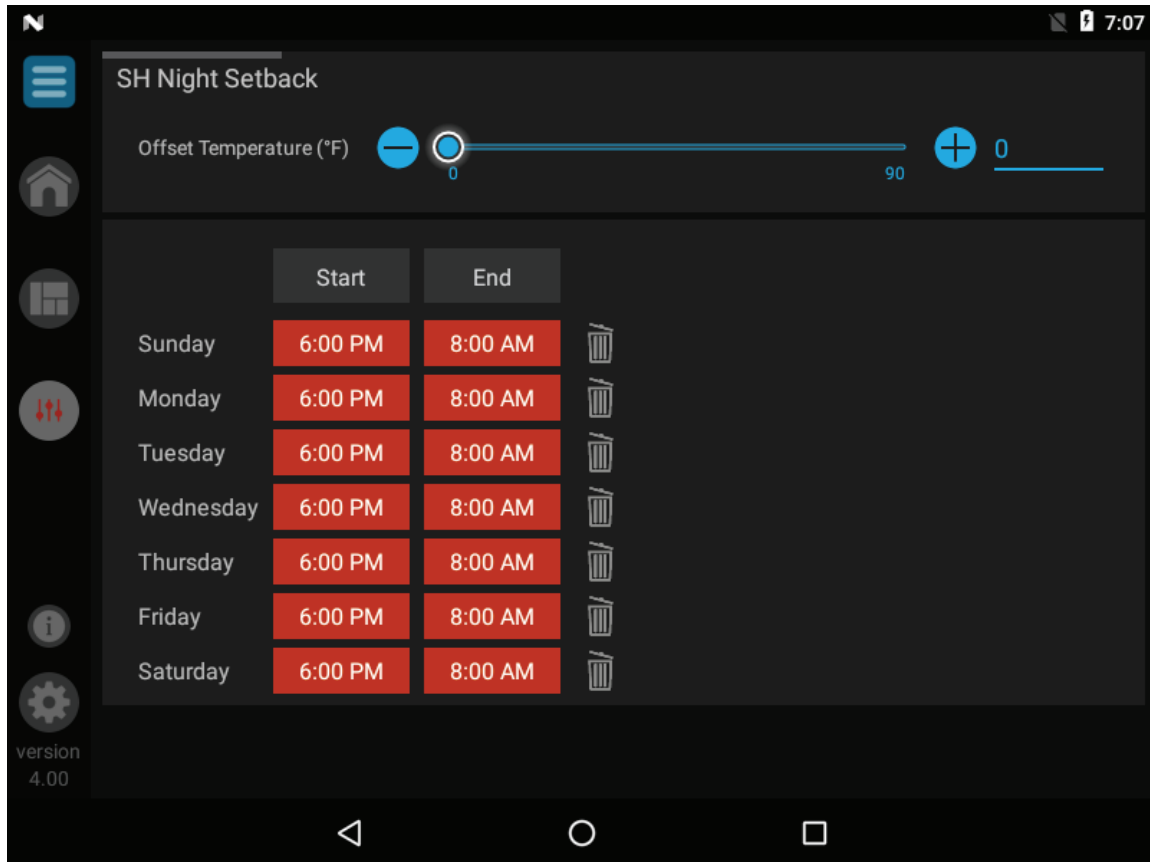 7:07
SH Night Setback
Offset Temperature (°F)
0
0
90
Start End
Sunday 6:00 PM 8:00 AM
Monday 6:00 PM 8:00 AM
Tuesday 6:00 PM 8:00 AM
Wednesday 6:00 PM 8:00 AM
Thursday 6:00 PM 8:00 AM
Friday 6:00 PM 8:00 AM
Saturday 6:00 PM 8:00 AM
version
4.00